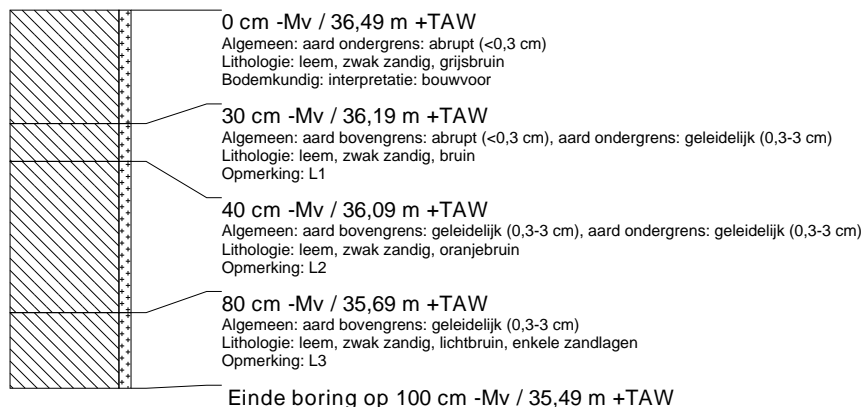 0 cm -Mv / 36,49 m +TAW
Algemeen: aard ondergrens: abrupt (<0,3 cm)
Lithologie: leem, zwak zandig, grijsbruin
Bodemkundig: interpretatie: bouwvoor
30 cm -Mv / 36,19 m +TAW
Algemeen: aard bovengrens: abrupt (<0,3 cm), aard ondergrens: geleidelijk (0,3-3 cm)
Lithologie: leem, zwak zandig, bruin
Opmerking: L1
40 cm -Mv / 36,09 m +TAW
Algemeen: aard bovengrens: geleidelijk (0,3-3 cm), aard ondergrens: geleidelijk (0,3-3 cm)
Lithologie: leem, zwak zandig, oranjebruin
Opmerking: L2
80 cm -Mv / 35,69 m +TAW
Algemeen: aard bovengrens: geleidelijk (0,3-3 cm)
Lithologie: leem, zwak zandig, lichtbruin, enkele zandlagen
Opmerking: L3
Einde boring op 100 cm -Mv / 35,49 m +TAW